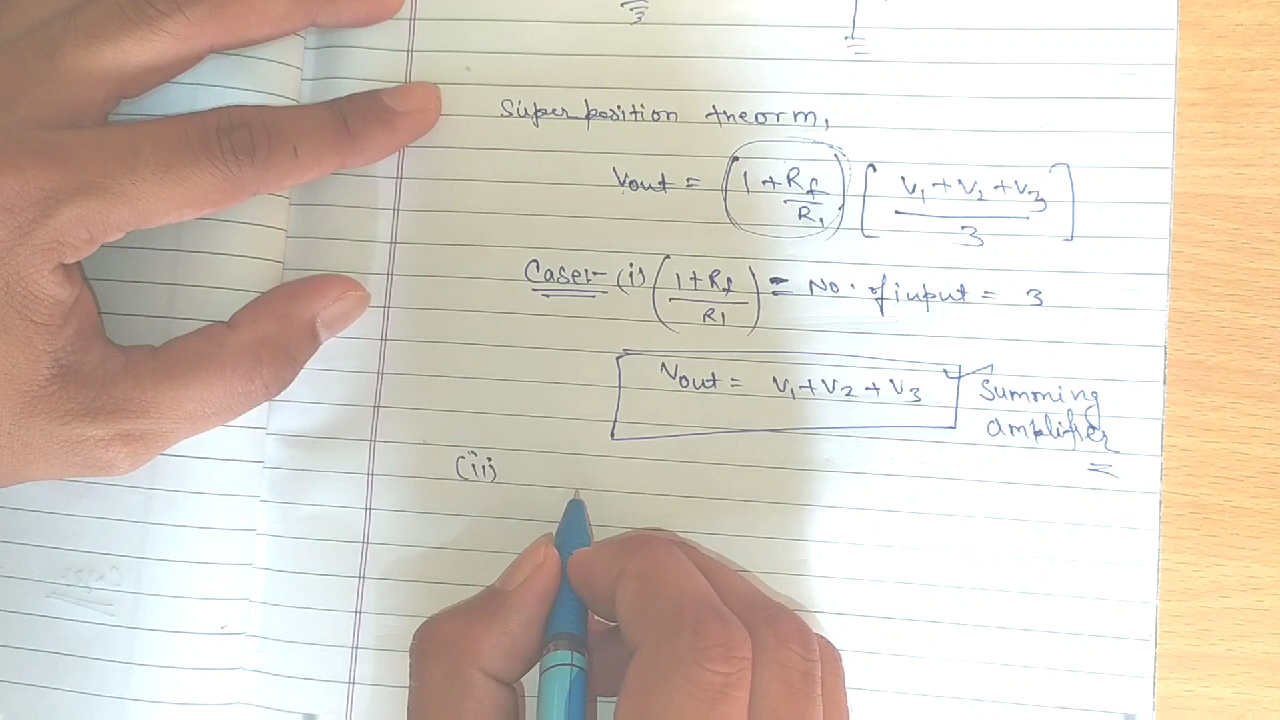 Superposition theorm,
Vout = (1 + Rf/R1) [V1 + V2 + V3 / 3]
Case:- (i) (1 + Rf / R1) = No. of input = 3
Vout = V1 + V2 + V3
Summing
amplifier
(ii)